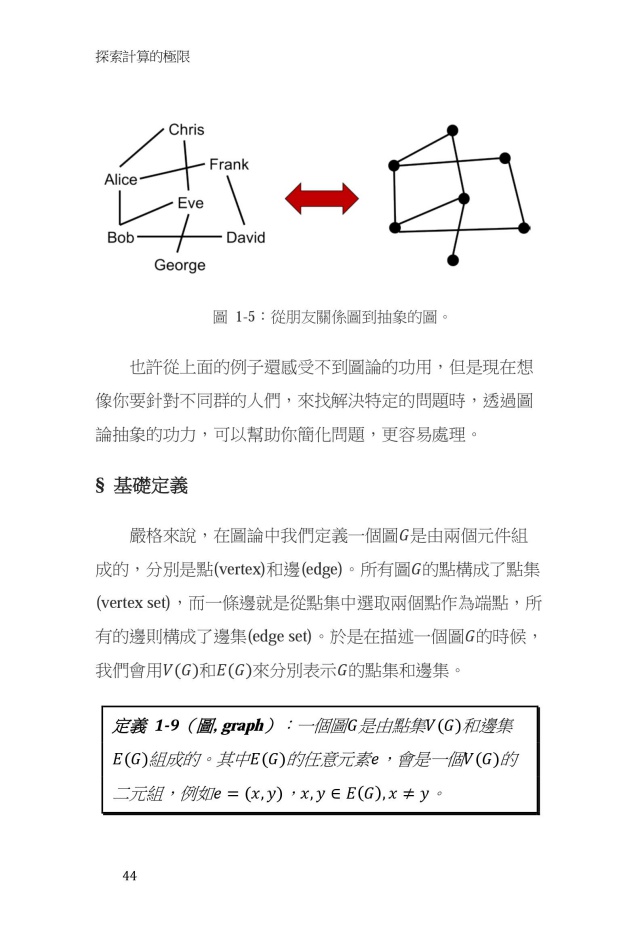 探索計算的極限
Chris
Frank
Alice
Eve
Bob
David
George
圖 1-5：從朋友關係圖到抽象的圖。
也許從上面的例子還感受不到圖論的功用，但是現在想
像你要針對不同群的人們，來找解決特定的問題時，透過圖
論抽象的功力，可以幫助你簡化問題，更容易處理。
§ 基礎定義
嚴格來說，在圖論中我們定義一個圖G是由兩個元件組
成的，分別是點(vertex)和邊(edge)。所有圖G的點構成了點集
(vertex set)，而一條邊就是從點集中選取兩個點作為端點，所
有的邊則構成了邊集(edge set)。於是在描述一個圖G的時候，
我們會用V(G)和E(G)來分別表示G的點集和邊集。
定義 1-9（圖, graph）：一個圖G是由點集V(G)和邊集
E(G)組成的。其中E(G)的任意元素e，會是一個V(G)的
二元組，例如e = (x, y)，x, y ∈ E(G), x ≠ y。
44